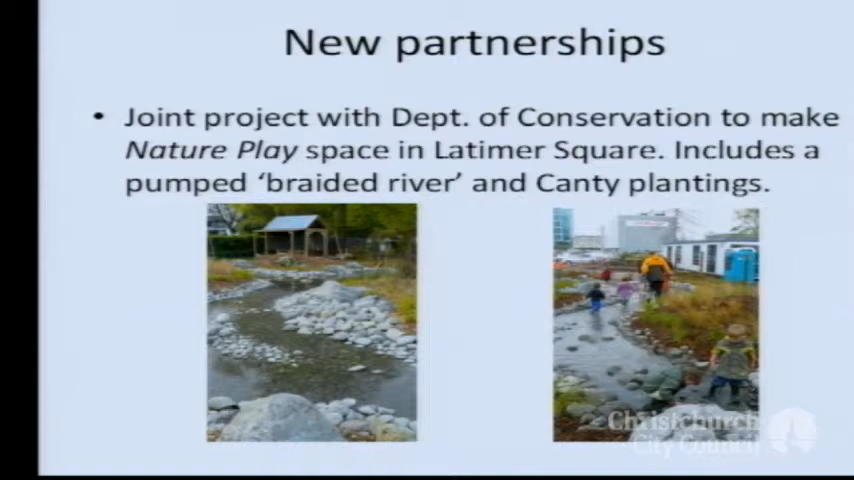 New partnerships
• Joint project with Dept. of Conservation to make
Nature Play space in Latimer Square. Includes a
pumped ‘braided river’ and Canty plantings.
Christchurch
City Council